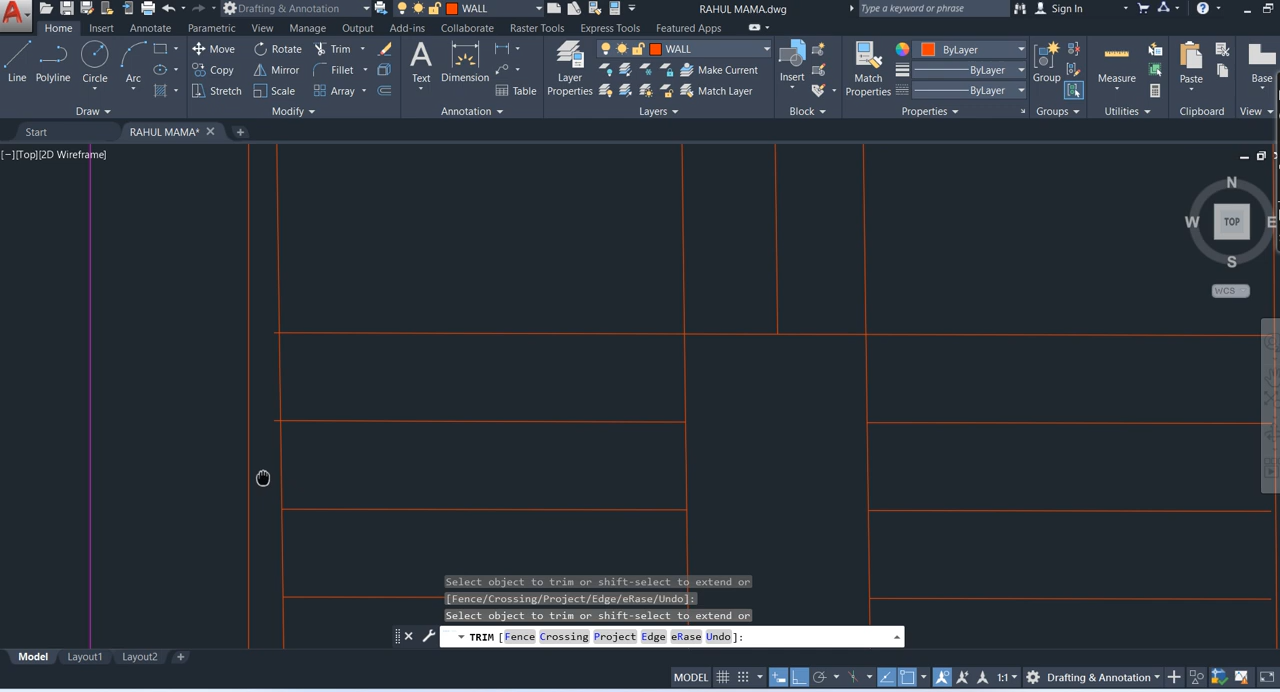 Drafting & Annotation WALL RAHUL MAMA.dwg Type a keyword or phrase Sign In
Home Insert Annotate Parametric View Manage Output Add-ins Collaborate Express Tools Raster Tools Featured Apps
Line Polyline Circle Arc
Move Rotate Trim
Copy Mirror Fillet
Stretch Scale Array
Text Dimension Table
Layer Properties WALL
Make Current
Match Layer
Insert
Match Properties
ByLayer
ByLayer
ByLayer
Group Measure Paste Base
Draw Modify Annotation Layers Block Properties Groups Utilities Clipboard View
Start RAHUL MAMA*
[−][Top][2D Wireframe]
N
W TOP E
S
WCS
Select object to trim or shift-select to extend or
[Fence/Crossing/Project/Edge/eRase/Undo]:
Select object to trim or shift-select to extend or
TRIM [Fence Crossing Project Edge eRase Undo]:
Model Layout1 Layout2
MODEL 1:1 Drafting & Annotation